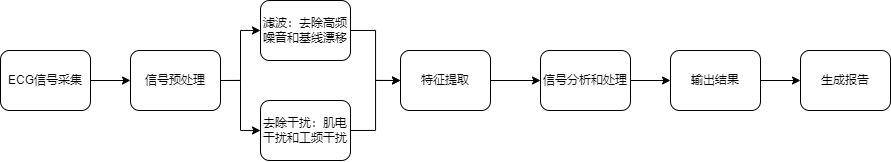 ECG信号采集
信号预处理
滤波：去除高频
噪音和基线漂移
去除干扰：肌电
干扰和工频干扰
特征提取
信号分析和处理
输出结果
生成报告